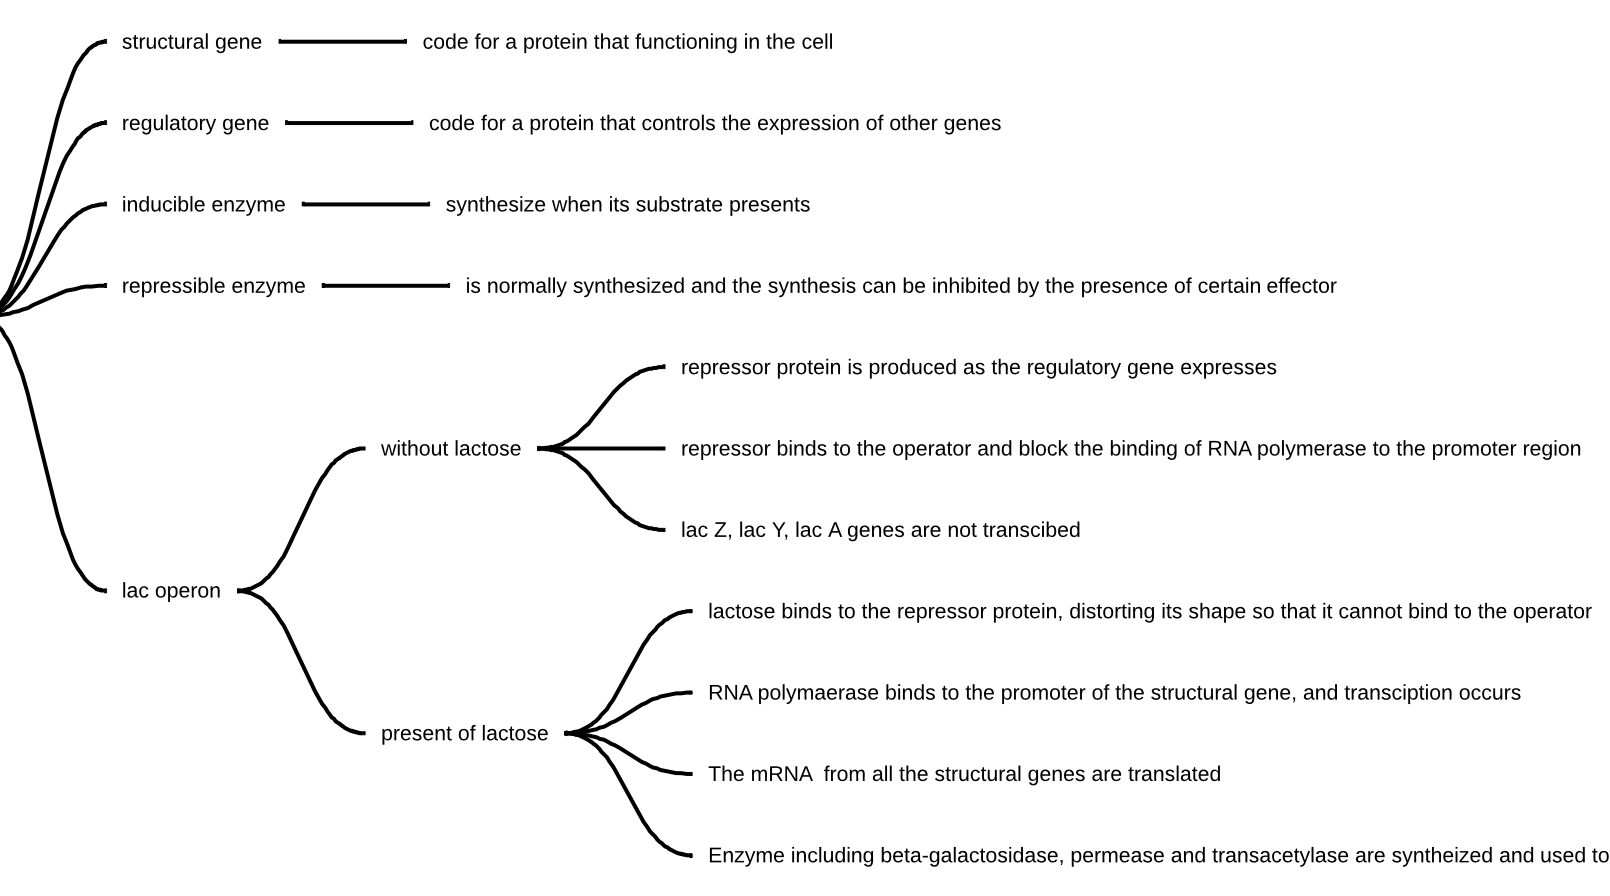 structural gene
code for a protein that functioning in the cell
regulatory gene
code for a protein that controls the expression of other genes
inducible enzyme
synthesize when its substrate presents
repressible enzyme
is normally synthesized and the synthesis can be inhibited by the presence of certain effector
lac operon
without lactose
repressor protein is produced as the regulatory gene expresses
repressor binds to the operator and block the binding of RNA polymerase to the promoter region
lac Z, lac Y, lac A genes are not transcibed
present of lactose
lactose binds to the repressor protein, distorting its shape so that it cannot bind to the operator
RNA polymaerase binds to the promoter of the structural gene, and transciption occurs
The mRNA  from all the structural genes are translated
Enzyme including beta-galactosidase, permease and transacetylase are syntheized and used to